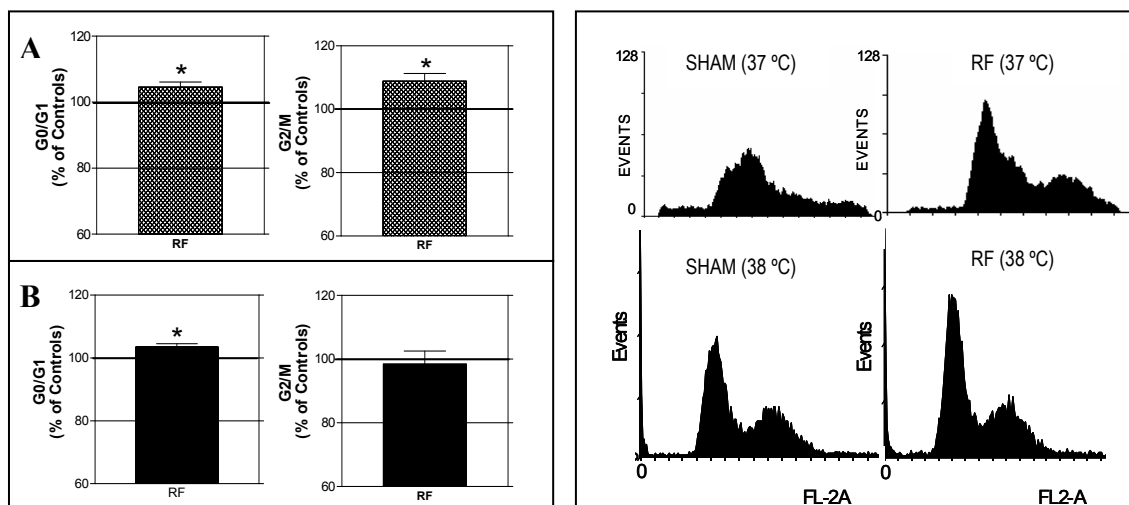 A
G0/G1
(% of Controls)
120
100
80
60
*
RF
G2/M
(% of Controls)
120
100
80
60
*
RF
B
G0/G1
(% of Controls)
120
100
80
60
*
RF
G2/M
(% of Controls)
120
100
80
60
RF
SHAM (37 ºC)
128
EVENTS
0
RF (37 ºC)
128
EVENTS
0
SHAM (38 ºC)
Events
0
FL-2A
RF (38 ºC)
Events
0
FL2-A